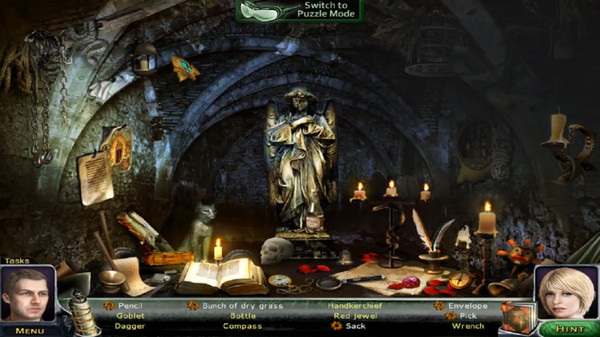 Switch to
Puzzle Mode
Tasks
Pencil Bunch of dry grass Handkerchief Envelope
Goblet Bottle Red jewel Pick
Dagger Compass Sack Wrench
MENU
HINT